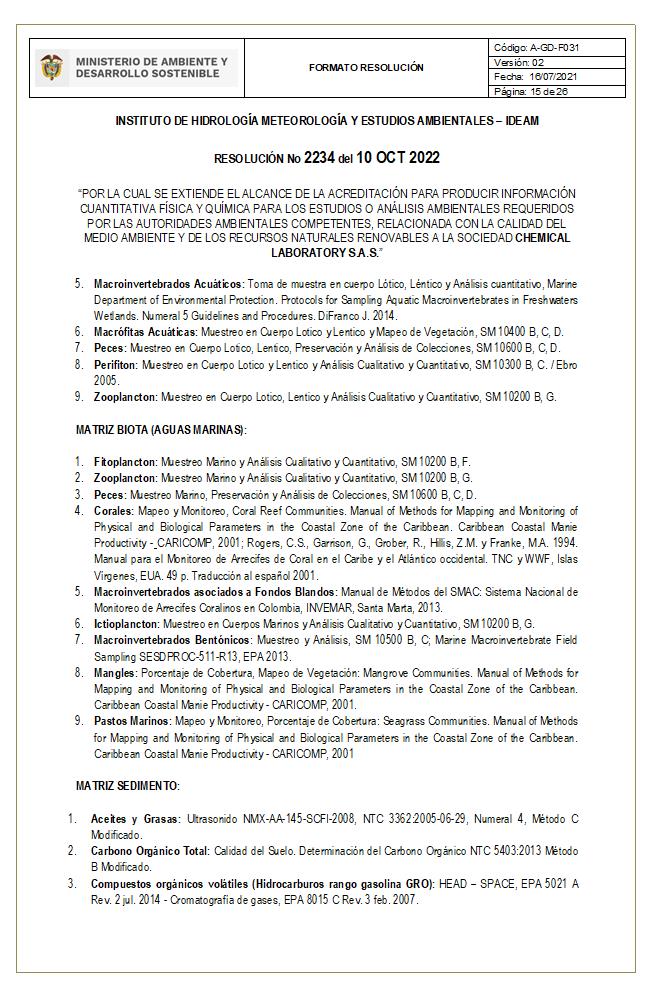 MINISTERIO DE AMBIENTE Y
DESARROLLO SOSTENIBLE
FORMATO RESOLUCIÓN
Código: A-GD-F031
Versión: 02
Fecha: 16/07/2021
Página: 15 de 26
INSTITUTO DE HIDROLOGÍA METEOROLOGÍA Y ESTUDIOS AMBIENTALES – IDEAM
RESOLUCIÓN No 2234 del 10 OCT 2022
“POR LA CUAL SE EXTIENDE EL ALCANCE DE LA ACREDITACIÓN PARA PRODUCIR INFORMACIÓN
CUANTITATIVA FÍSICA Y QUÍMICA PARA LOS ESTUDIOS O ANÁLISIS AMBIENTALES REQUERIDOS
POR LAS AUTORIDADES AMBIENTALES COMPETENTES, RELACIONADA CON LA CALIDAD DEL
MEDIO AMBIENTE Y DE LOS RECURSOS NATURALES RENOVABLES A LA SOCIEDAD CHEMICAL
LABORATORY S.A.S.”
5. Macroinvertebrados Acuáticos: Toma de muestra en cuerpo Lótico, Léntico y Análisis cuantitativo, Marine
Department of Environmental Protection. Protocols for Sampling Aquatic Macroinvertebrates in Freshwaters
Wetlands. Numeral 5 Guidelines and Procedures. DiFranco J. 2014.
6. Macrófitas Acuáticas: Muestreo en Cuerpo Lotico y Lentico y Mapeo de Vegetación, SM 10400 B, C, D.
7. Peces: Muestreo en Cuerpo Lotico, Lentico, Preservación y Análisis de Colecciones, SM 10600 B, C, D.
8. Perifiton: Muestreo en Cuerpo Lotico y Lentico y Análisis Cualitativo y Cuantitativo, SM 10300 B, C. / Ebro
2005.
9. Zooplancton: Muestreo en Cuerpo Lotico, Lentico y Análisis Cualitativo y Cuantitativo, SM 10200 B, G.
MATRIZ BIOTA (AGUAS MARINAS):
1. Fitoplancton: Muestreo Marino y Análisis Cualitativo y Cuantitativo, SM 10200 B, F.
2. Zooplancton: Muestreo Marino y Análisis Cualitativo y Cuantitativo, SM 10200 B, G.
3. Peces: Muestreo Marino, Preservación y Análisis de Colecciones, SM 10600 B, C, D.
4. Corales: Mapeo y Monitoreo, Coral Reef Communities. Manual of Methods for Mapping and Monitoring of
Physical and Biological Parameters in the Coastal Zone of the Caribbean. Caribbean Coastal Manie
Productivity - CARICOMP, 2001; Rogers, C.S., Garrison, G., Grober, R., Hillis, Z.M. y Franke, M.A. 1994.
Manual para el Monitoreo de Arrecifes de Coral en el Caribe y el Atlántico occidental. TNC y WWF, Islas
Virgenes, EUA. 49 p. Traducción al español 2001.
5. Macroinvertebrados asociados a Fondos Blandos: Manual de Métodos del SMAC: Sistema Nacional de
Monitoreo de Arrecifes Coralinos en Colombia, INVEMAR, Santa Marta, 2013.
6. Ictioplancton: Muestreo en Cuerpos Marinos y Análisis Cualitativo y Cuantitativo, SM 10200 B, G.
7. Macroinvertebrados Bentónicos: Muestreo y Análisis, SM 10500 B, C; Marine Macroinvertebrate Field
Sampling SESDPROC-511-R13, EPA 2013.
8. Mangles: Porcentaje de Cobertura, Mapeo de Vegetación: Mangrove Communities. Manual of Methods for
Mapping and Monitoring of Physical and Biological Parameters in the Coastal Zone of the Caribbean.
Caribbean Coastal Manie Productivity - CARICOMP, 2001.
9. Pastos Marinos: Mapeo y Monitoreo, Porcentaje de Cobertura: Seagrass Communities. Manual of Methods
for Mapping and Monitoring of Physical and Biological Parameters in the Coastal Zone of the Caribbean.
Caribbean Coastal Manie Productivity - CARICOMP, 2001
MATRIZ SEDIMENTO:
1. Aceites y Grasas: Ultrasonido NMX-AA-145-SCFI-2008, NTC 3362:2005-06-29, Numeral 4, Método C
Modificado.
2. Carbono Orgánico Total: Calidad del Suelo. Determinación del Carbono Orgánico NTC 5403:2013 Método
B Modificado.
3. Compuestos orgánicos volátiles (Hidrocarburos rango gasolina GRO): HEAD – SPACE, EPA 5021 A
Rev. 2 jul. 2014 - Cromatografía de gases, EPA 8015 C Rev. 3 feb. 2007.